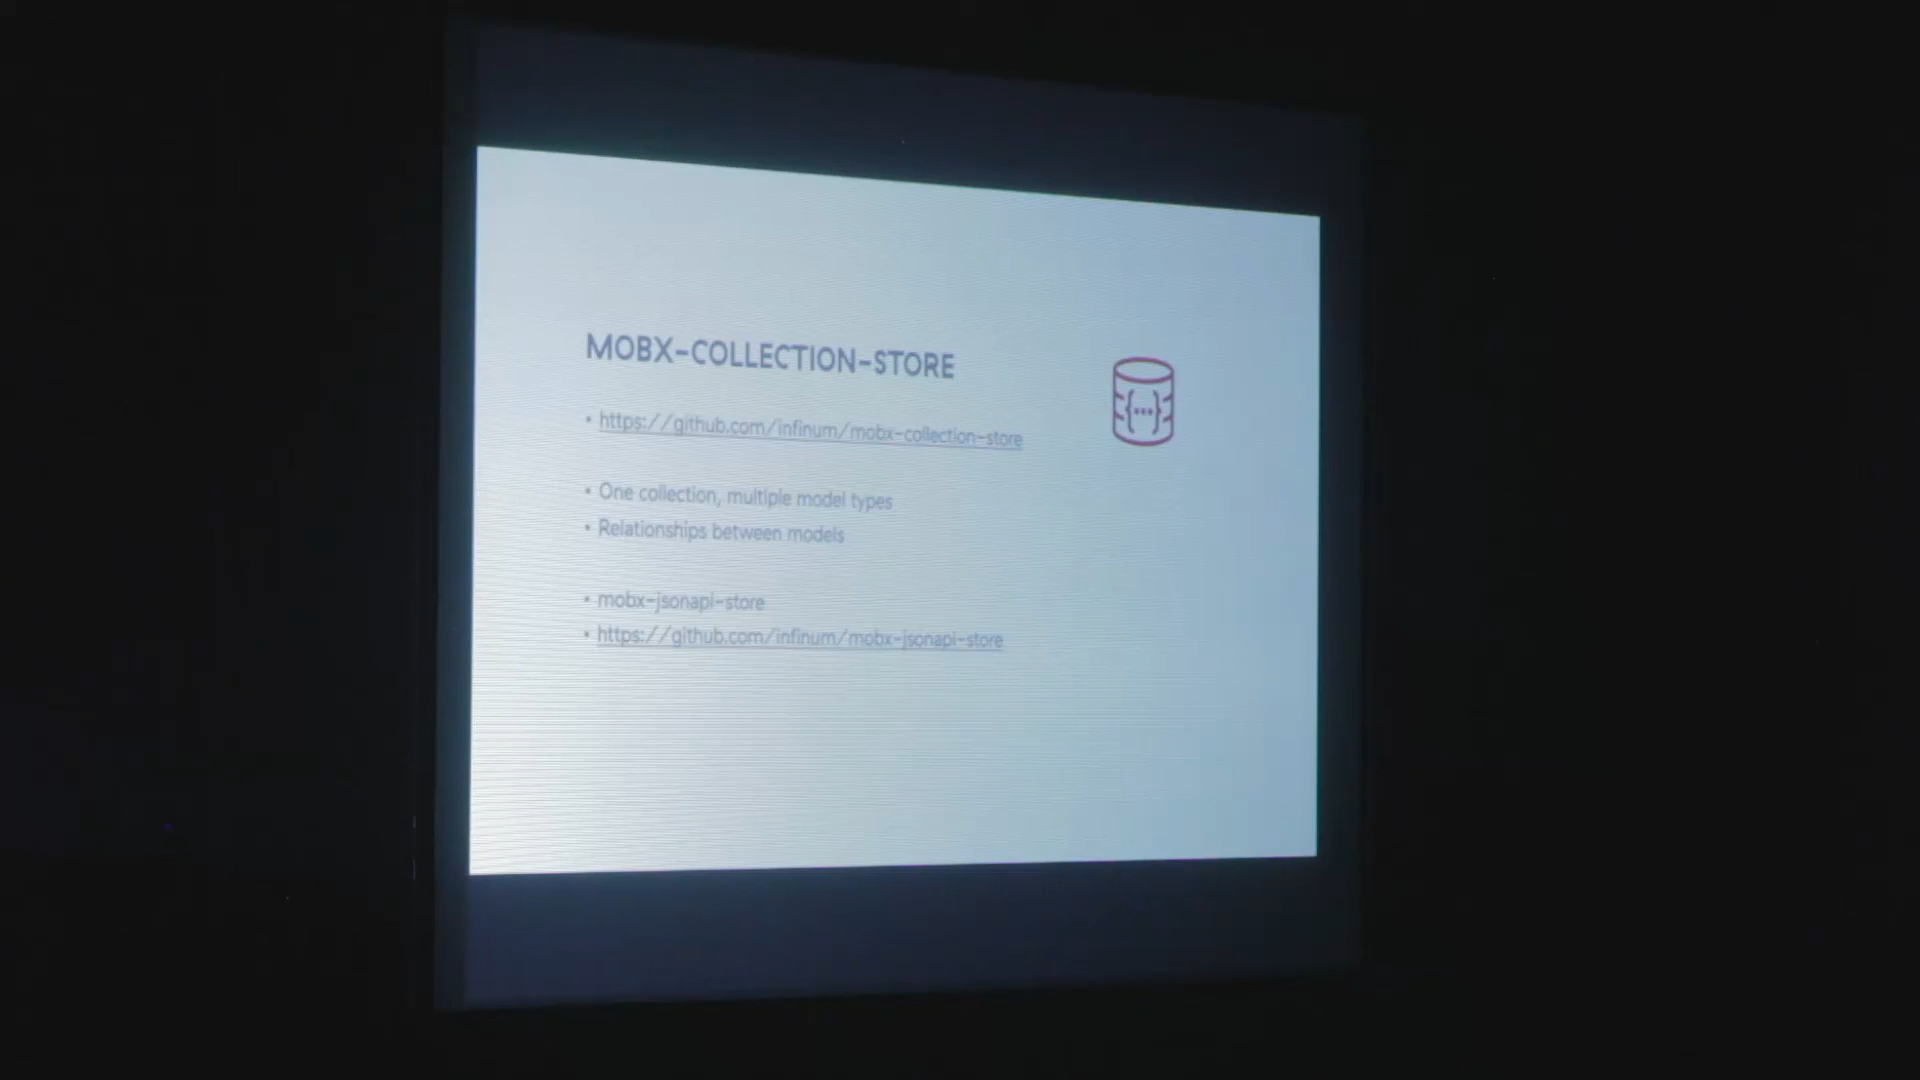 MOBX-COLLECTION-STORE
• https://github.com/infinum/mobx-collection-store
• One collection, multiple model types
• Relationships between models
• mobx-jsonapi-store
• https://github.com/infinum/mobx-jsonapi-store
{...}